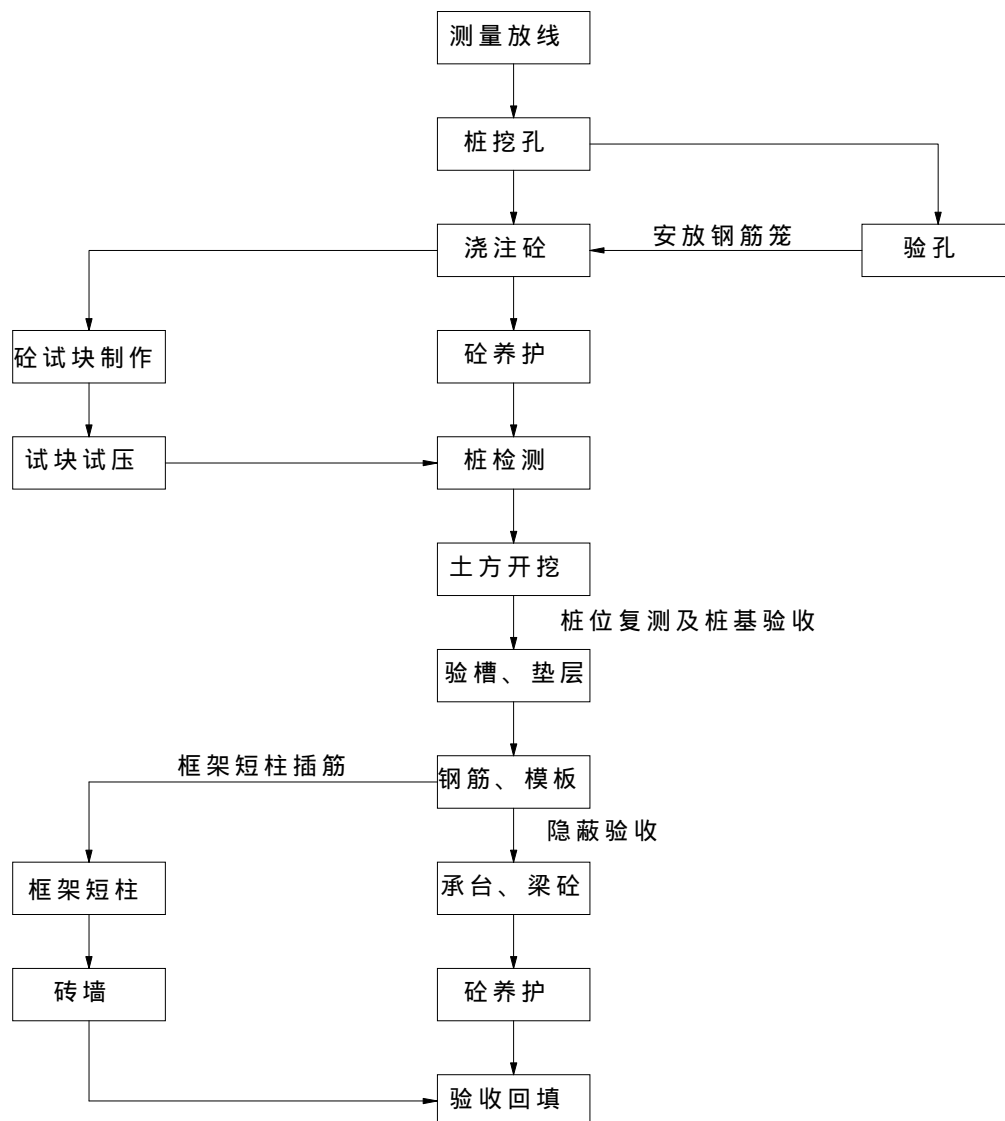 测量放线
桩挖孔
安放钢筋笼
浇注砼
验孔
砼试块制作
砼养护
试块试压
桩检测
土方开挖
桩位复测及桩基验收
验槽、垫层
框架短柱插筋
钢筋、模板
隐蔽验收
框架短柱
承台、梁砼
砖墙
砼养护
验收回填